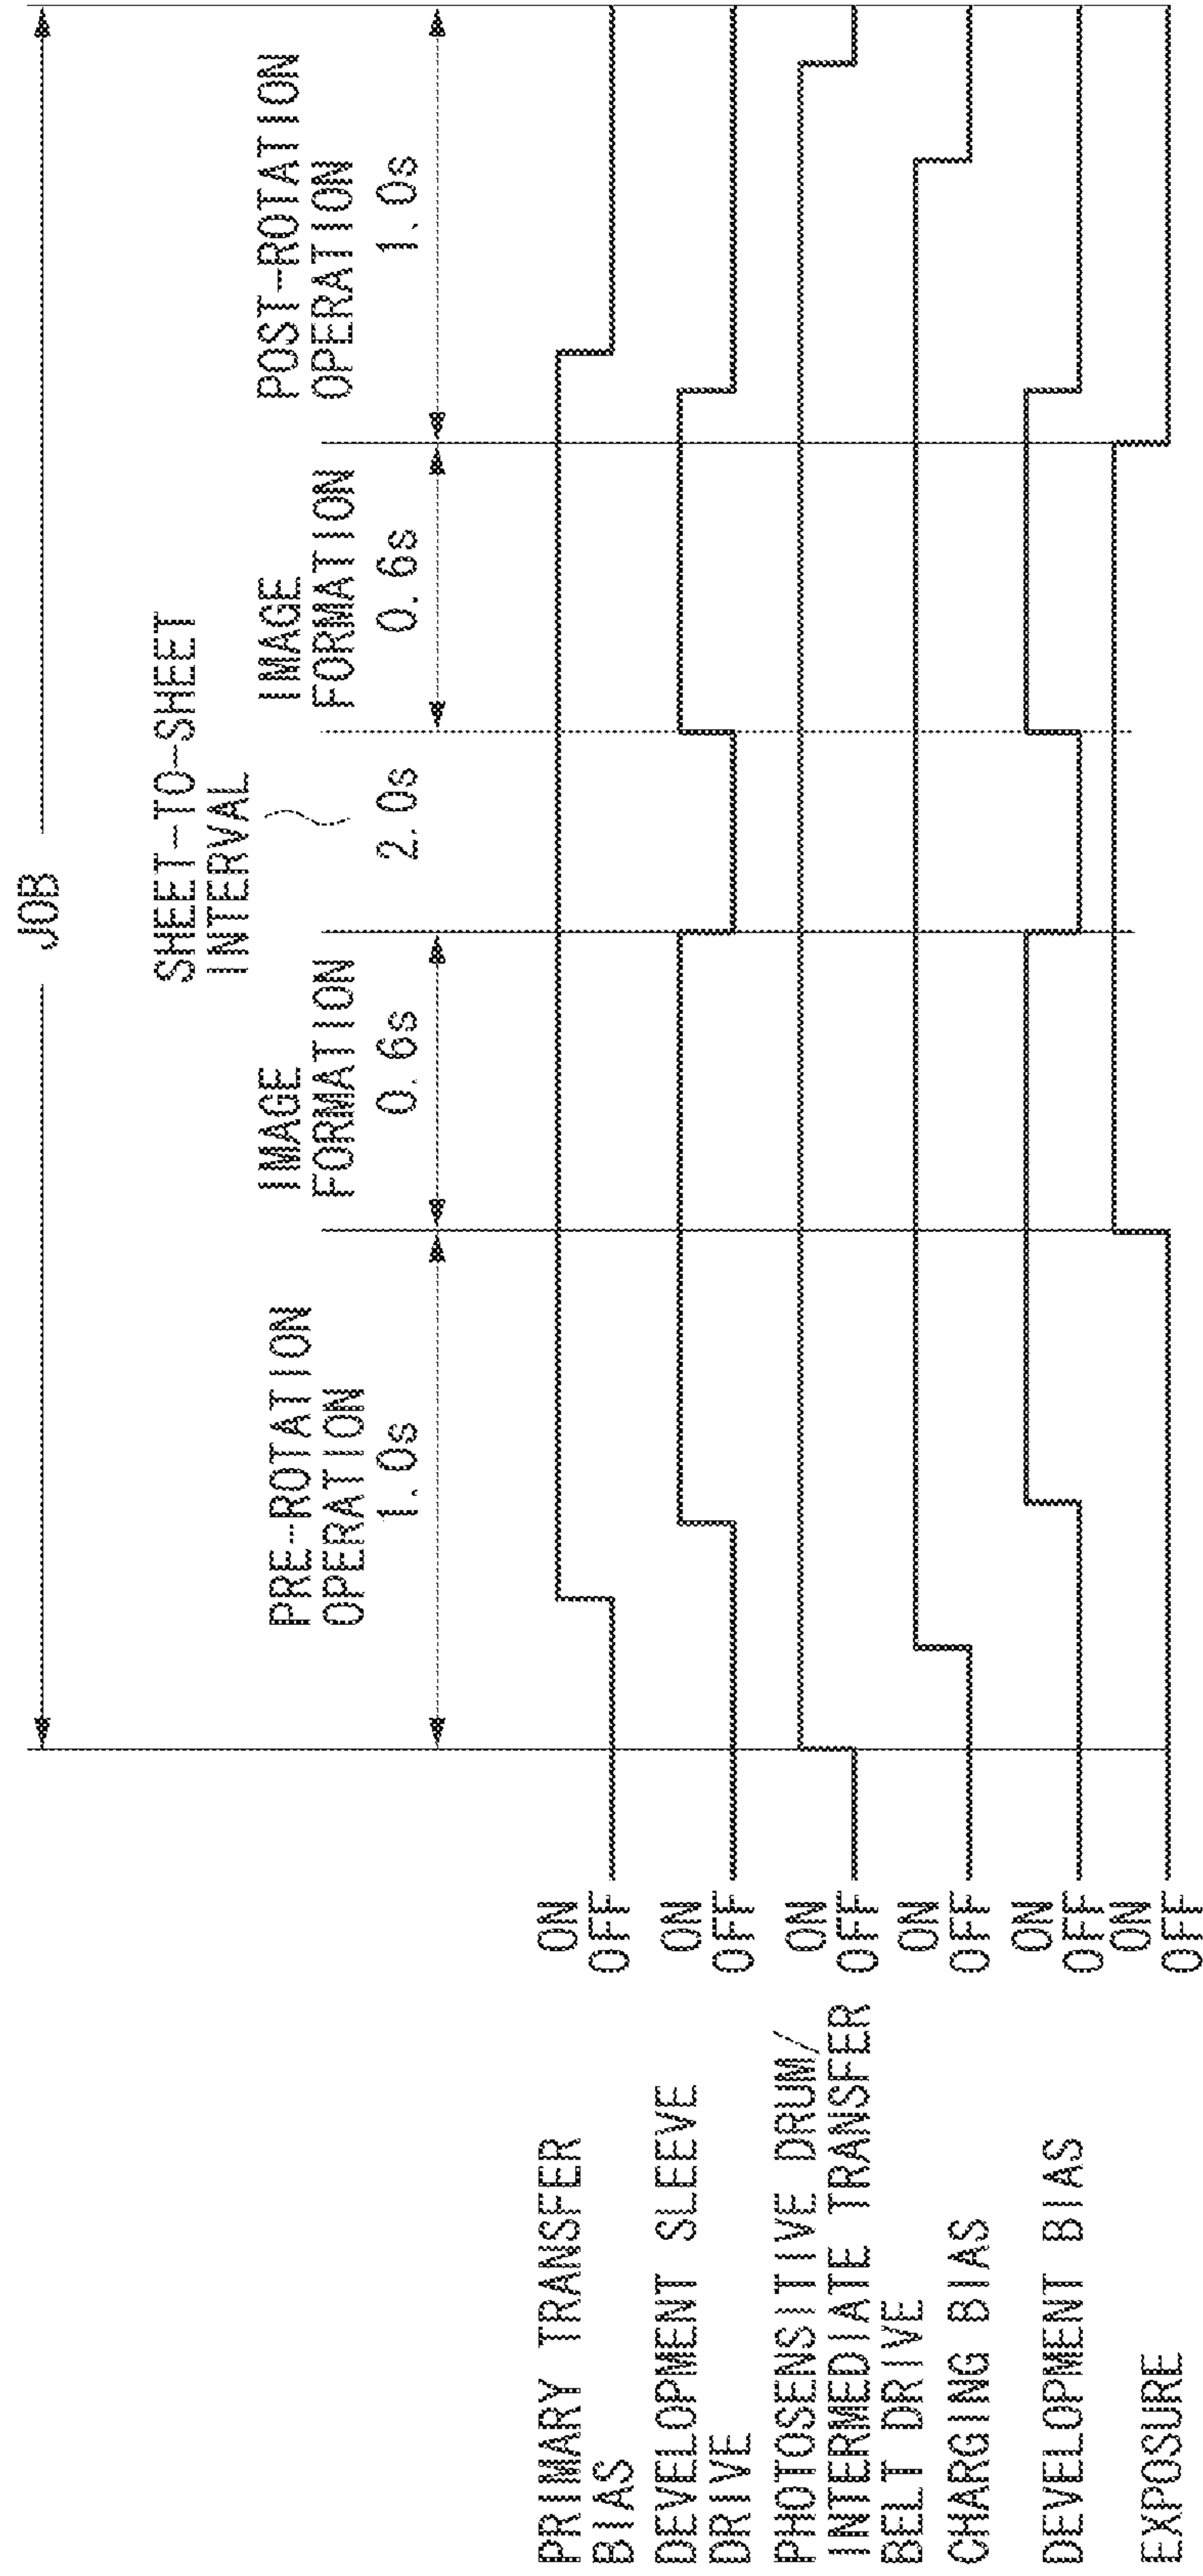 JOB
SHEET-TO-SHEET
INTERVAL
PRE-ROTATION
OPERATION
1.0s
IMAGE
FORMATION
0.6s
2.0s
IMAGE
FORMATION
0.6s
POST-ROTATION
OPERATION
1.0s
PRIMARY TRANSFER
BIAS
ON
OFF
DEVELOPMENT SLEEVE
DRIVE
ON
OFF
PHOTOSENSITIVE DRUM/
INTERMEDIATE TRANSFER
BELT DRIVE
ON
OFF
CHARGING BIAS
ON
OFF
DEVELOPMENT BIAS
ON
OFF
EXPOSURE
ON
OFF